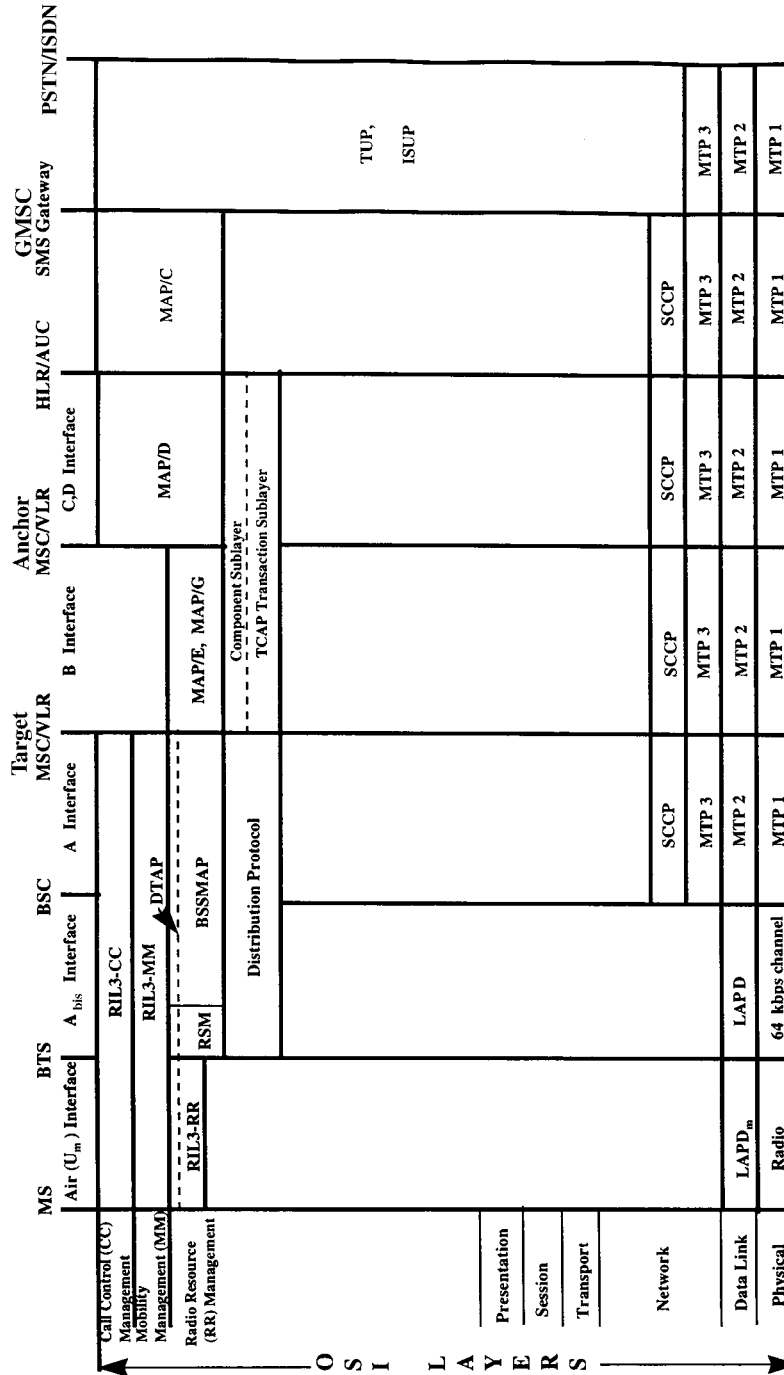 MS
BTS
BSC
Target
MSC/VLR
Anchor
MSC/VLR
HLR/AUC
GMSC
SMS Gateway
PSTN/ISDN
Air (Um) Interface
Abis Interface
A Interface
B Interface
C,D Interface
Call Control (CC)
Management
RIL3-CC
Mobility
Management (MM)
RIL3-MM
DTAP
MAP/D
MAP/C
Radio Resource
(RR) Management
RIL3-RR
RSM
BSSMAP
MAP/E, MAP/G
Distribution Protocol
Component Sublayer
TCAP Transaction Sublayer
TUP,
ISUP
OSI LAYERS
Presentation
Session
Transport
Network
SCCP
SCCP
SCCP
SCCP
MTP 3
MTP 3
MTP 3
MTP 3
MTP 3
Data Link
LAPDm
LAPD
MTP 2
MTP 2
MTP 2
MTP 2
MTP 2
Physical
Radio
64 kbps channel
MTP 1
MTP 1
MTP 1
MTP 1
MTP 1